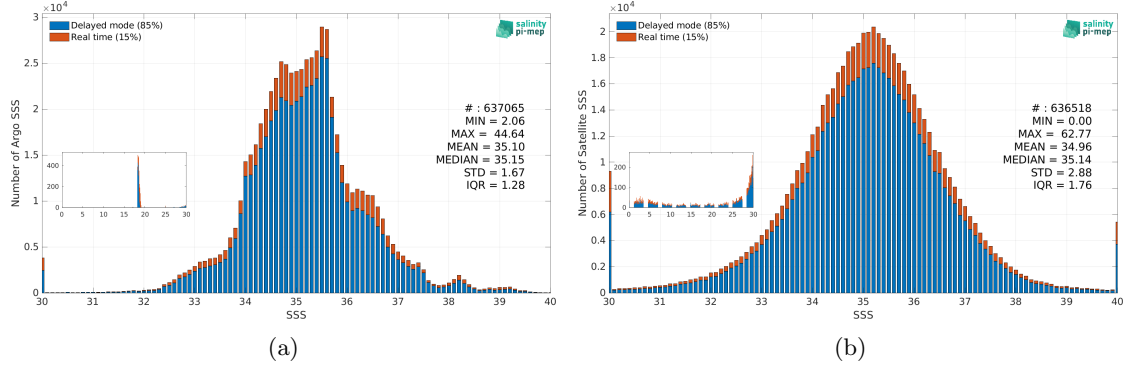 ×10⁴
Delayed mode (85%)
Real time (15%)
salinity
pi-mep
Number of Argo SSS
3
2.5
2
1.5
1
0.5
0
# : 637065
MIN = 2.06
MAX = 44.64
MEAN = 35.10
MEDIAN = 35.15
STD = 1.67
IQR = 1.28
400
200
0
0 5 10 15 20 25 30
30 31 32 33 34 35 36 37 38 39 40
SSS
(a)
×10⁴
Delayed mode (85%)
Real time (15%)
salinity
pi-mep
Number of Satellite SSS
2
1.8
1.6
1.4
1.2
1
0.8
0.6
0.4
0.2
0
# : 636518
MIN = 0.00
MAX = 62.77
MEAN = 34.96
MEDIAN = 35.14
STD = 2.88
IQR = 1.76
200
100
0
0 5 10 15 20 25 30
30 31 32 33 34 35 36 37 38 39 40
SSS
(b)